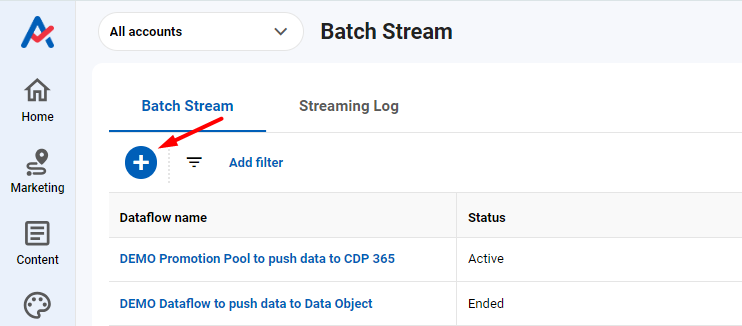 All accounts
Batch Stream
Home
Marketing
Content
Batch Stream
Streaming Log
Add filter
Dataflow name
Status
DEMO Promotion Pool to push data to CDP 365
Active
DEMO Dataflow to push data to Data Object
Ended